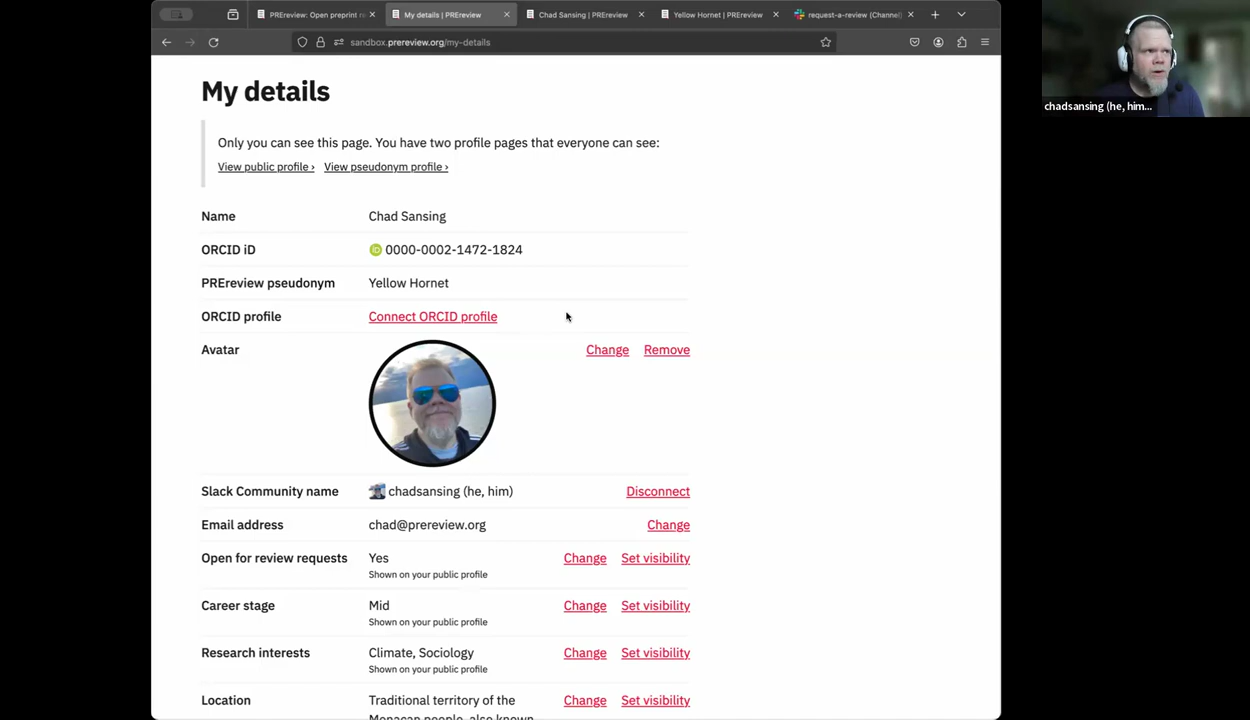 PREreview: Open preprint r
My details | PREreview
Chad Sansing | PREreview
Yellow Hornet | PREreview
request-a-review (Channel)
sandbox.prereview.org/my-details
chadsansing (he, him...
My details
Only you can see this page. You have two profile pages that everyone can see:
View public profile › View pseudonym profile ›
Name Chad Sansing
ORCID iD iD 0000-0002-1472-1824
PREreview pseudonym Yellow Hornet
ORCID profile Connect ORCID profile
Avatar Change Remove
Slack Community name chadsansing (he, him) Disconnect
Email address chad@prereview.org Change
Open for review requests Yes Change Set visibility
Shown on your public profile
Career stage Mid Change Set visibility
Shown on your public profile
Research interests Climate, Sociology Change Set visibility
Shown on your public profile
Location Traditional territory of the Change Set visibility
Monacan people, also known